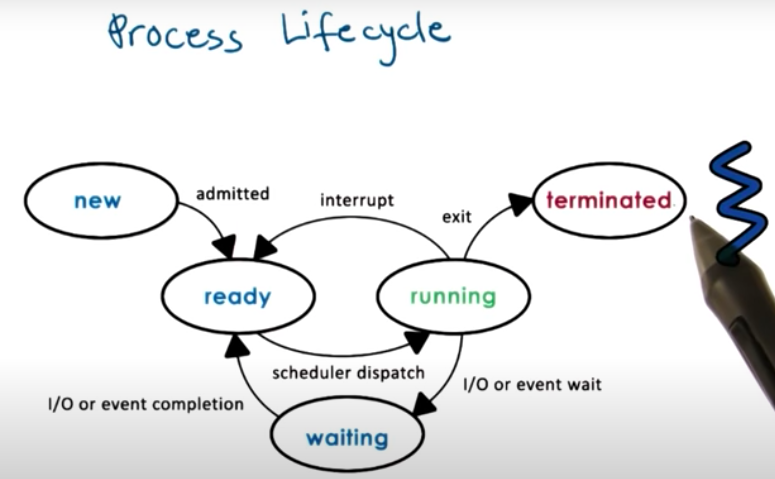 Process Lifecycle
new
admitted
interrupt
exit
terminated
ready
running
scheduler dispatch
I/O or event wait
I/O or event completion
waiting